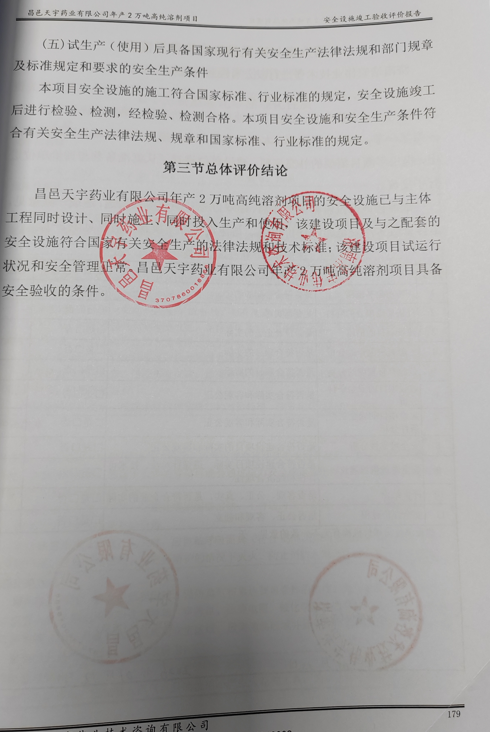 昌邑天宇药业有限公司年产2万吨高纯溶剂项目
安全设施竣工验收评价报告
(五)试生产（使用）后具备国家现行有关安全生产法律法规和部门规章
及标准规定和要求的安全生产条件
本项目安全设施的施工符合国家标准、行业标准的规定，安全设施竣工
后进行检验、检测，经检验、检测合格。本项目安全设施和安全生产条件符
合有关安全生产法律法规、规章和国家标准、行业标准的规定。
第三节总体评价结论
昌邑天宇药业有限公司年产2万吨高纯溶剂项目的安全设施已与主体
工程同时设计、同时施工、同时投入生产和使用，该建设项目及与之配套的
安全设施符合国家有关安全生产的法律法规和技术标准；该建设项目试运行
状况和安全管理正常，昌邑天宇药业有限公司年产2万吨高纯溶剂项目具备
安全验收的条件。
昌邑天宇药业有限公司
179
技术咨询有限公司